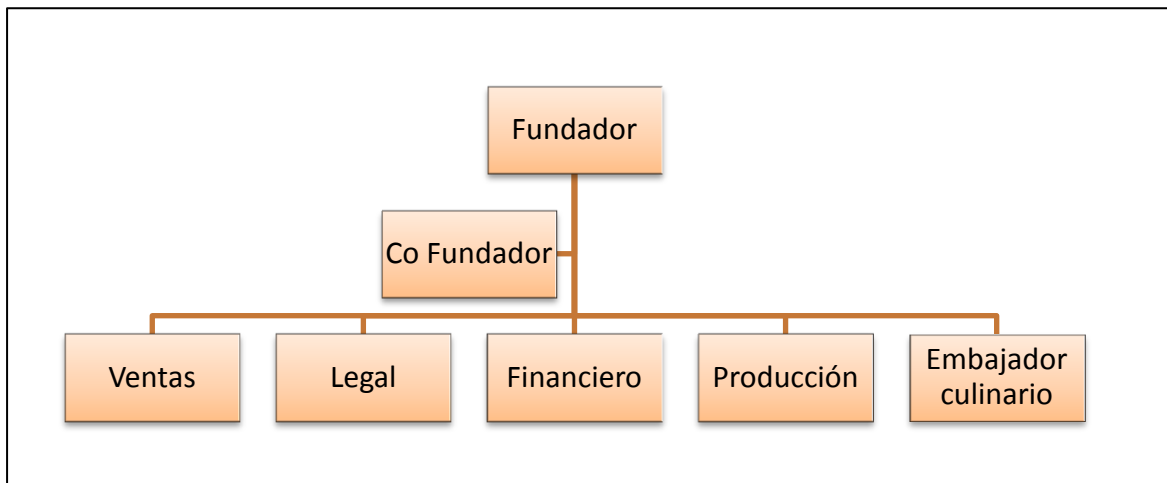 Fundador
Co Fundador
Ventas
Legal
Financiero
Producción
Embajador
culinario